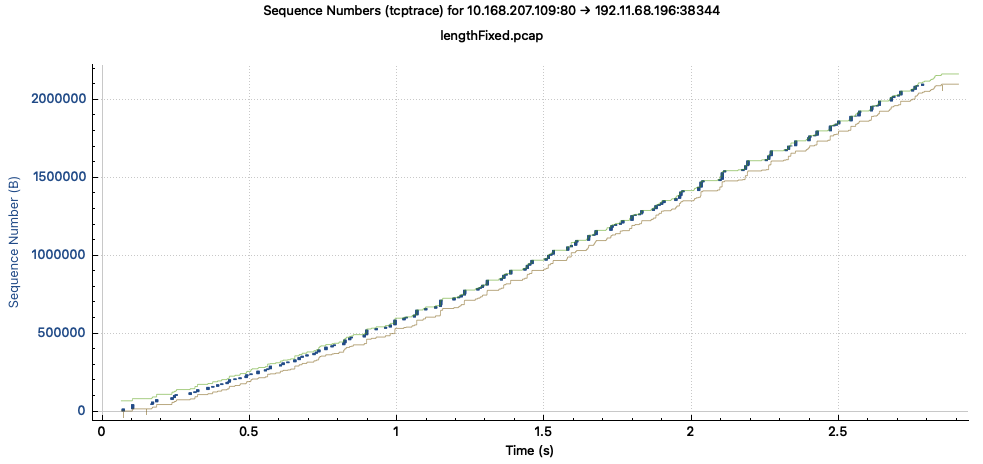 Sequence Numbers (tcptrace) for 10.168.207.109:80 → 192.11.68.196:38344
lengthFixed.pcap
Sequence Number (B)
2000000
1500000
1000000
500000
0
0 0.5 1 1.5 2 2.5
Time (s)